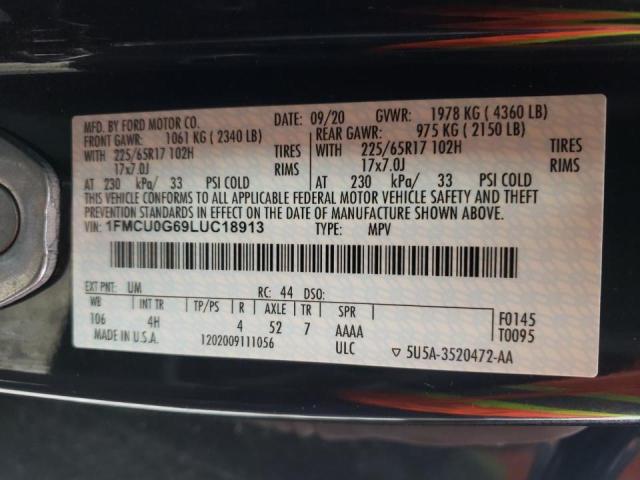 MFD. BY FORD MOTOR CO. DATE: 09/20 GVWR: 1978 KG ( 4360 LB)
FRONT GAWR: 1061 KG ( 2340 LB) REAR GAWR: 975 KG ( 2150 LB)
WITH 225/65R17 102H TIRES WITH 225/65R17 102H TIRES
17x7.0J RIMS 17x7.0J RIMS
AT 230 kPa/ 33 PSI COLD AT 230 kPa/ 33 PSI COLD
THIS VEHICLE CONFORMS TO ALL APPLICABLE FEDERAL MOTOR VEHICLE SAFETY AND THEFT
PREVENTION STANDARDS IN EFFECT ON THE DATE OF MANUFACTURE SHOWN ABOVE.
VIN: 1FMCU0G69LUC18913 TYPE: MPV
EXT PNT: UM RC: 44 DSO:
WB INT TR TP/PS R AXLE TR SPR F0145
106 4H 4 52 7 AAAA T0095
MADE IN U.S.A. 1202009111056 ULC ▽ 5U5A-3520472-AA